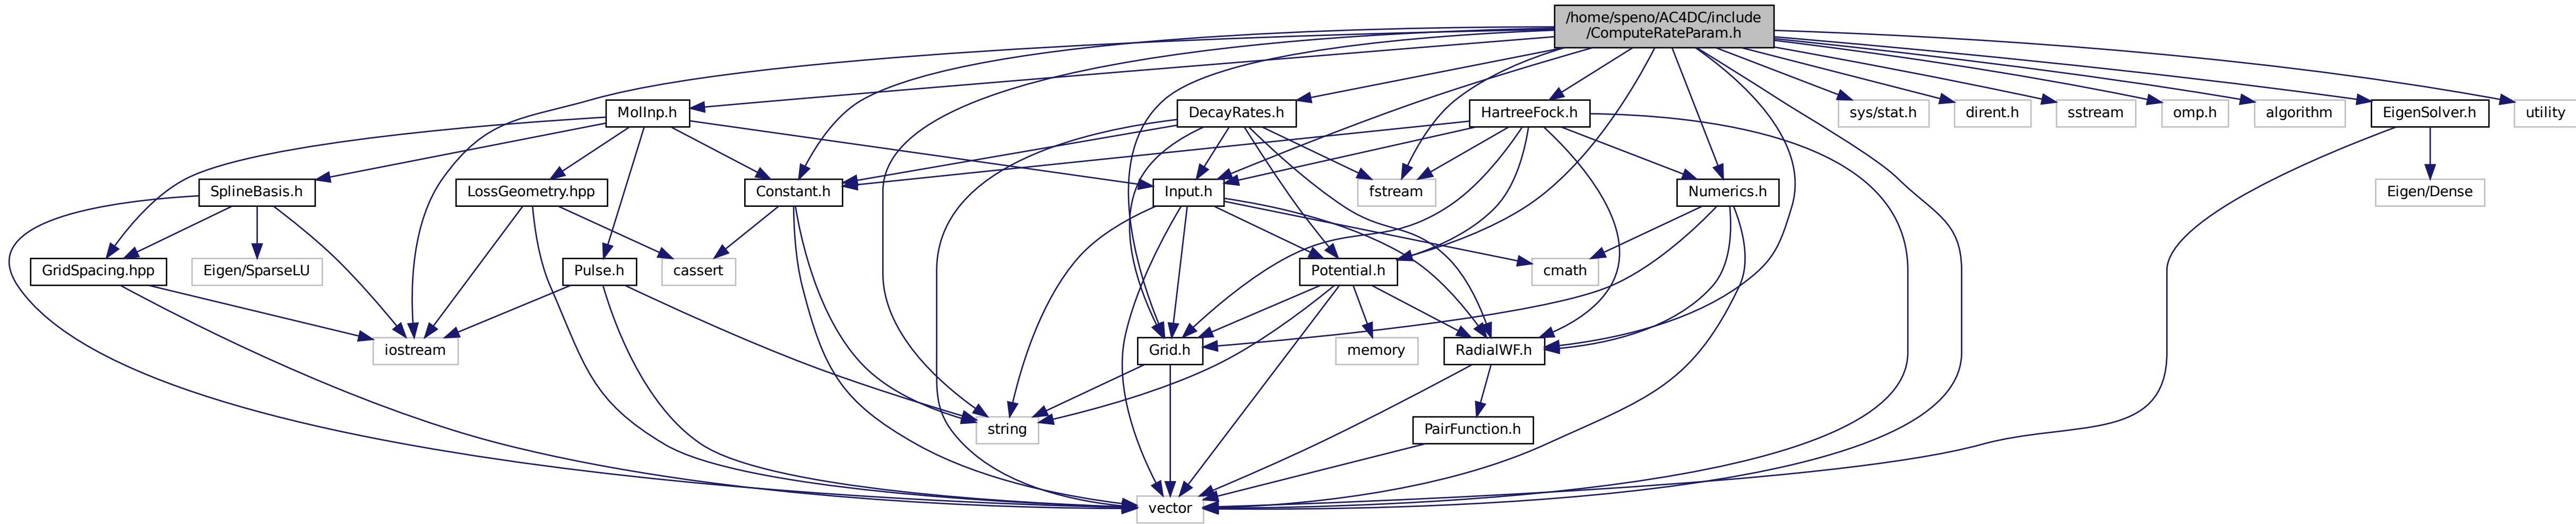 /home/speno/AC4DC/include
/ComputeRateParam.h
MolInp.h
DecayRates.h
HartreeFock.h
sys/stat.h
dirent.h
sstream
omp.h
algorithm
EigenSolver.h
utility
SplineBasis.h
LossGeometry.hpp
Constant.h
Input.h
fstream
Numerics.h
Eigen/Dense
GridSpacing.hpp
Eigen/SparseLU
Pulse.h
cassert
Potential.h
cmath
iostream
Grid.h
memory
RadialWF.h
string
PairFunction.h
vector